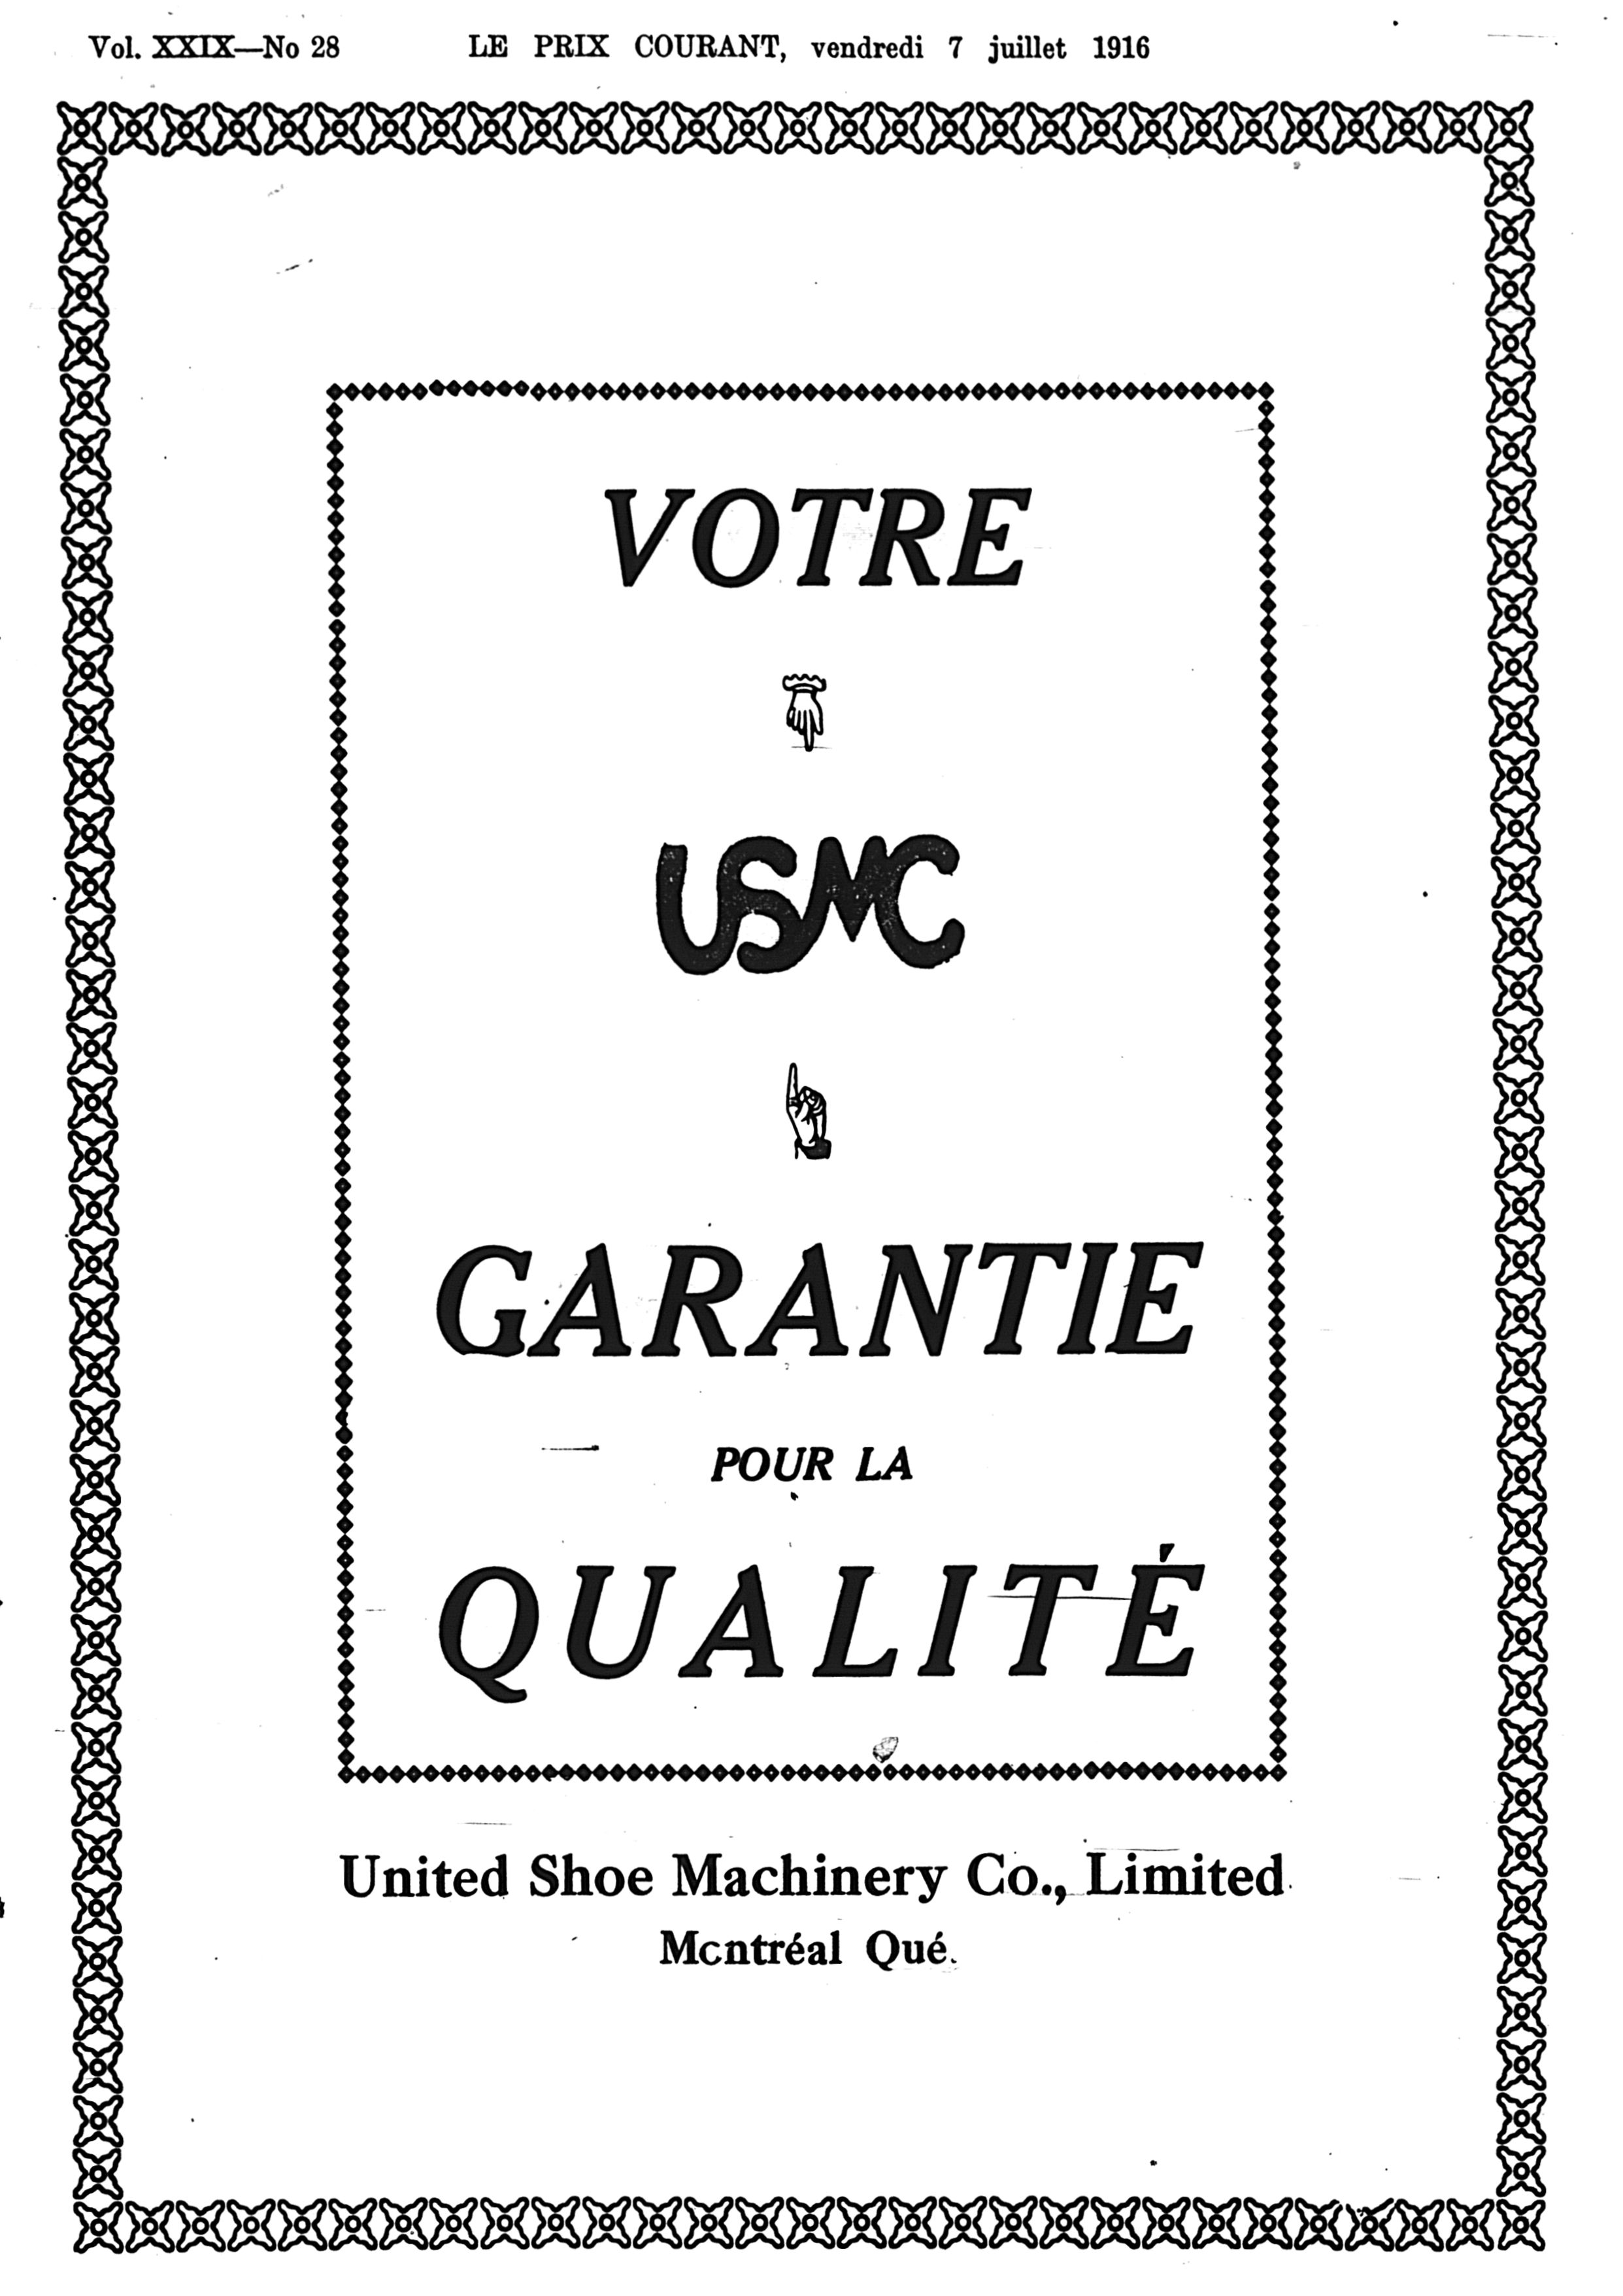 Vol. XXIX—No 28 LE PRIX COURANT, vendredi 7 juillet 1916
VOTRE
USMC
GARANTIE
POUR LA
QUALITÉ
United Shoe Machinery Co., Limited
Montréal Qué.